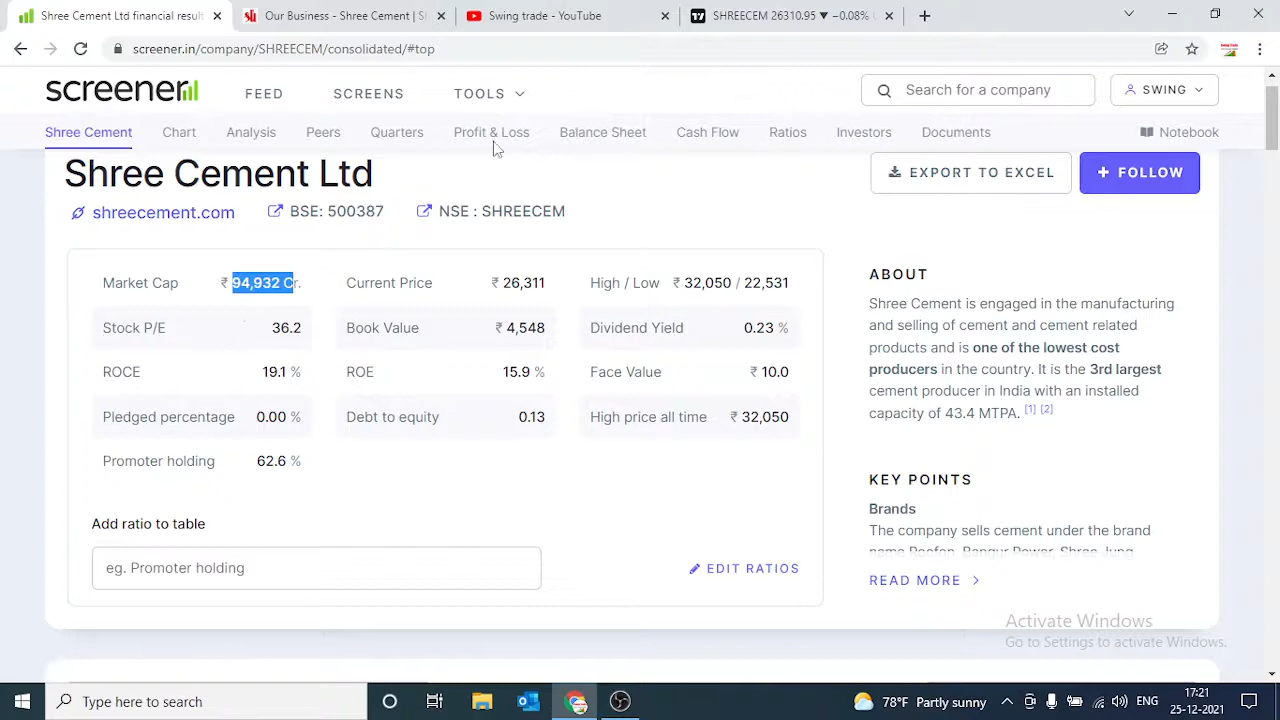 Shree Cement Ltd financial result
Our Business - Shree Cement | S
Swing trade - YouTube
SHREECEM 26310.95 ▼ −0.08% U
screener.in/company/SHREECEM/consolidated/#top
screener
FEED
SCREENS
TOOLS
Search for a company
SWING
Shree Cement
Chart
Analysis
Peers
Quarters
Profit & Loss
Balance Sheet
Cash Flow
Ratios
Investors
Documents
Notebook
Shree Cement Ltd
EXPORT TO EXCEL
+ FOLLOW
shreecement.com
BSE: 500387
NSE : SHREECEM
Market Cap ₹ 94,932 Cr.
Current Price ₹ 26,311
High / Low ₹ 32,050 / 22,531
Stock P/E 36.2
Book Value ₹ 4,548
Dividend Yield 0.23 %
ROCE 19.1 %
ROE 15.9 %
Face Value ₹ 10.0
Pledged percentage 0.00 %
Debt to equity 0.13
High price all time ₹ 32,050
Promoter holding 62.6 %
Add ratio to table
eg. Promoter holding
EDIT RATIOS
ABOUT
Shree Cement is engaged in the manufacturing
and selling of cement and cement related
products and is one of the lowest cost
producers in the country. It is the 3rd largest
cement producer in India with an installed
capacity of 43.4 MTPA. [1] [2]
KEY POINTS
Brands
The company sells cement under the brand
name Roofon, Bangur Power, Shree Jung
READ MORE
Activate Windows
Go to Settings to activate Windows.
Type here to search
78°F Partly sunny
ENG
17:21
25-12-2021